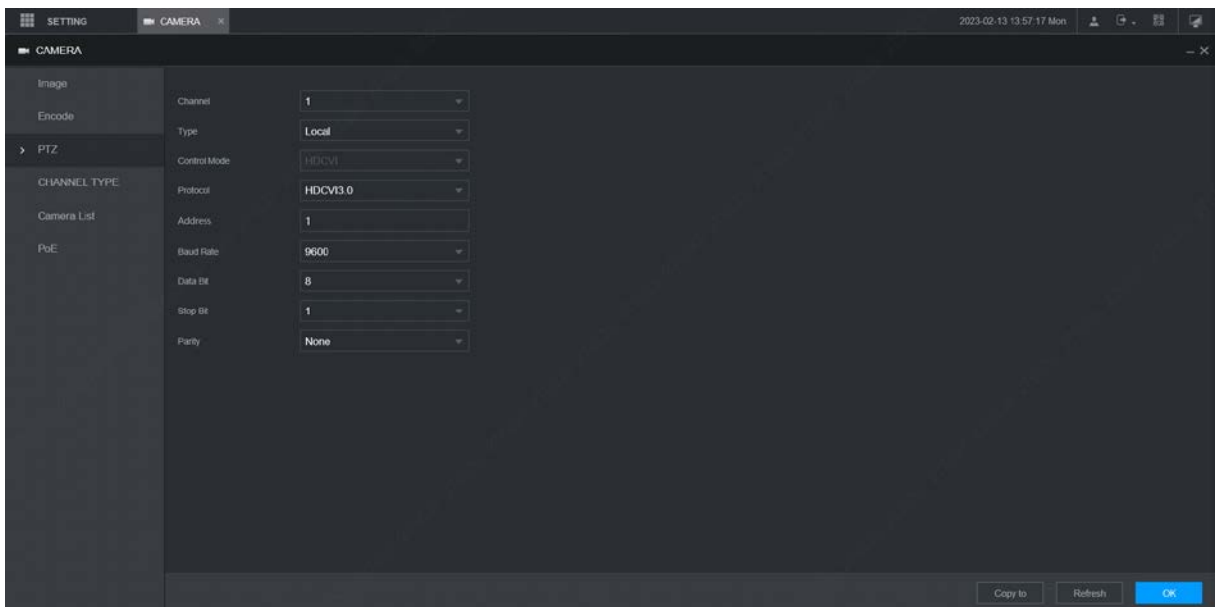 SETTING CAMERA × 2023-02-13 13:57:17 Mon
CAMERA
Image
Encode
PTZ
CHANNEL TYPE
Camera List
PoE
Channel 1
Type Local
Control Mode HDCVI
Protocol HDCVI3.0
Address 1
Baud Rate 9600
Data Bit 8
Stop Bit 1
Parity None
Copy to Refresh OK